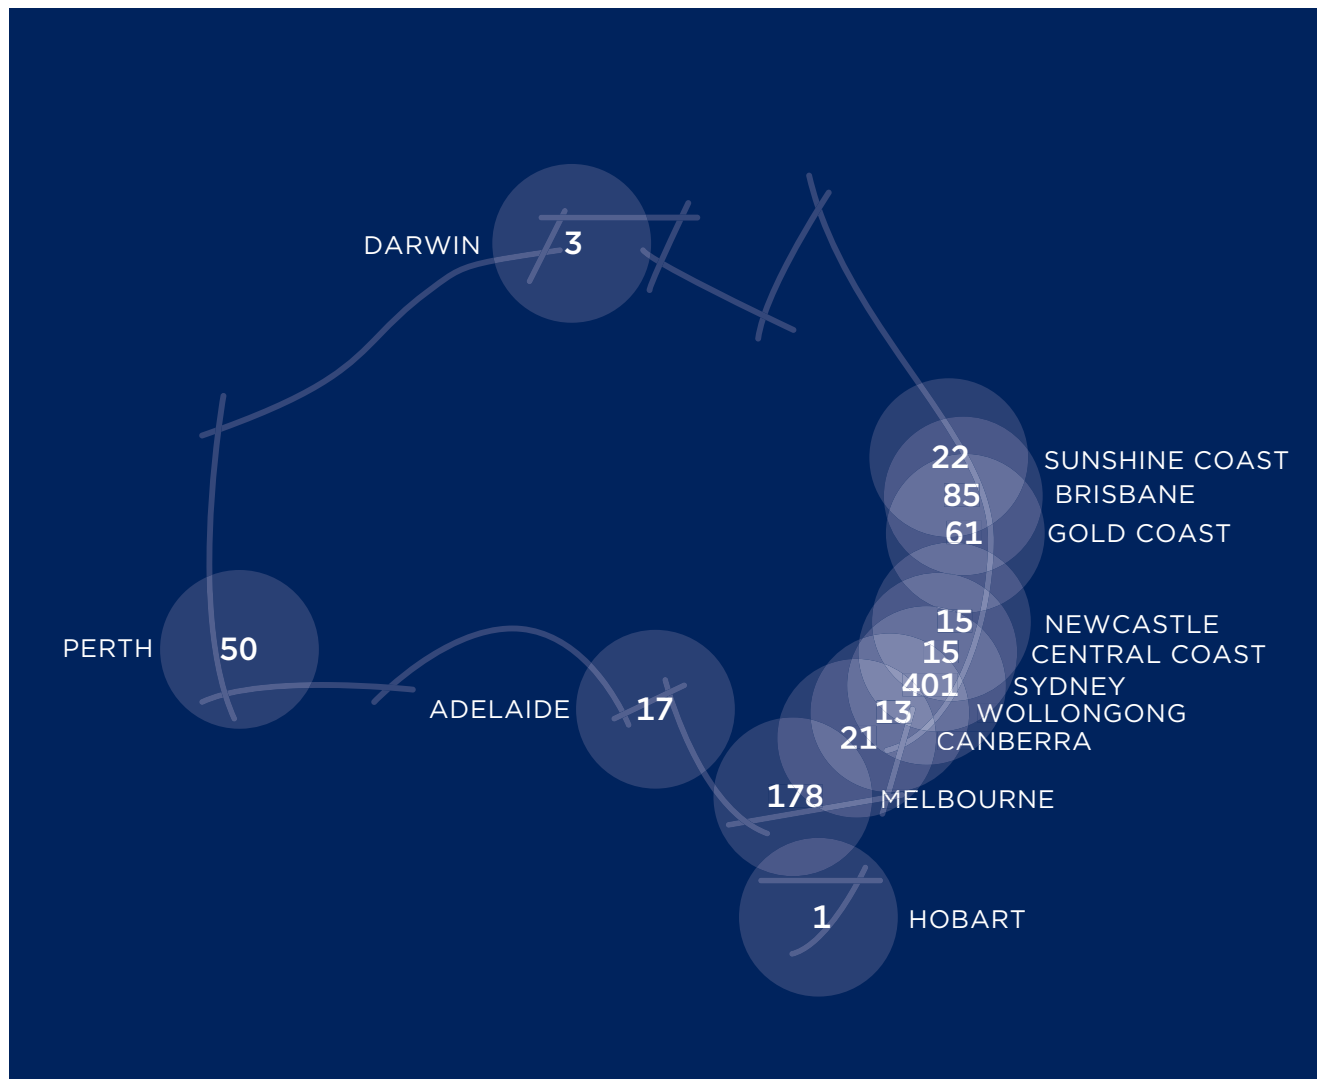 DARWIN 3
22 SUNSHINE COAST
85 BRISBANE
61 GOLD COAST
15 NEWCASTLE
PERTH 50
15 CENTRAL COAST
401 SYDNEY
ADELAIDE 17
13 WOLLONGONG
21 CANBERRA
178 MELBOURNE
1 HOBART